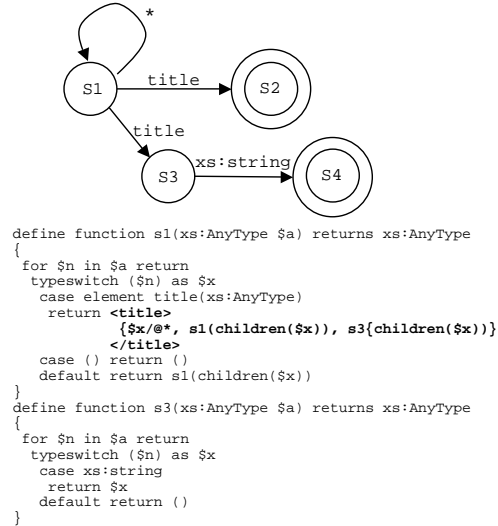 *
S1
title
S2
title
S3
xs:string
S4
define function s1(xs:AnyType $a) returns xs:AnyType
{
for $n in $a return
typeswitch ($n) as $x
case element title(xs:AnyType)
return <title>
{$x/@*, s1(children($x)), s3{children($x))}
</title>
case () return ()
default return s1(children($x))
}
define function s3(xs:AnyType $a) returns xs:AnyType
{
for $n in $a return
typeswitch ($n) as $x
case xs:string
return $x
default return ()
}